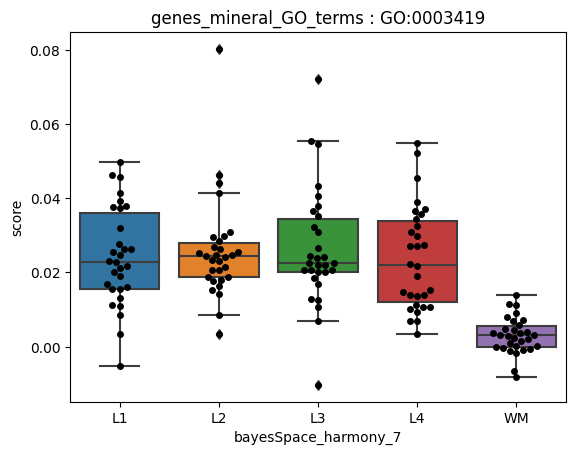 genes_mineral_GO_terms : GO:0003419
0.08
0.06
0.04
0.02
0.00
score
L1 L2 L3 L4 WM
bayesSpace_harmony_7